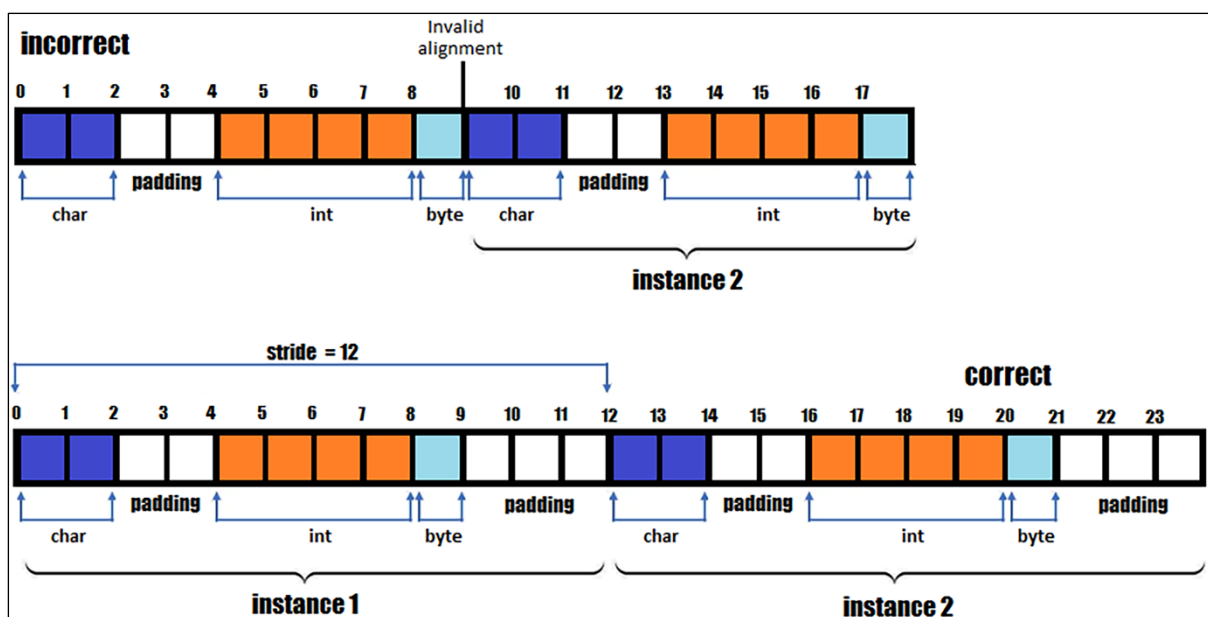 Invalid
alignment
incorrect
0 1 2 3 4 5 6 7 8 10 11 12 13 14 15 16 17
padding padding
char int byte char int byte
instance 2
stride = 12
correct
0 1 2 3 4 5 6 7 8 9 10 11 12 13 14 15 16 17 18 19 20 21 22 23
padding padding padding padding
char int byte char int byte
instance 1 instance 2